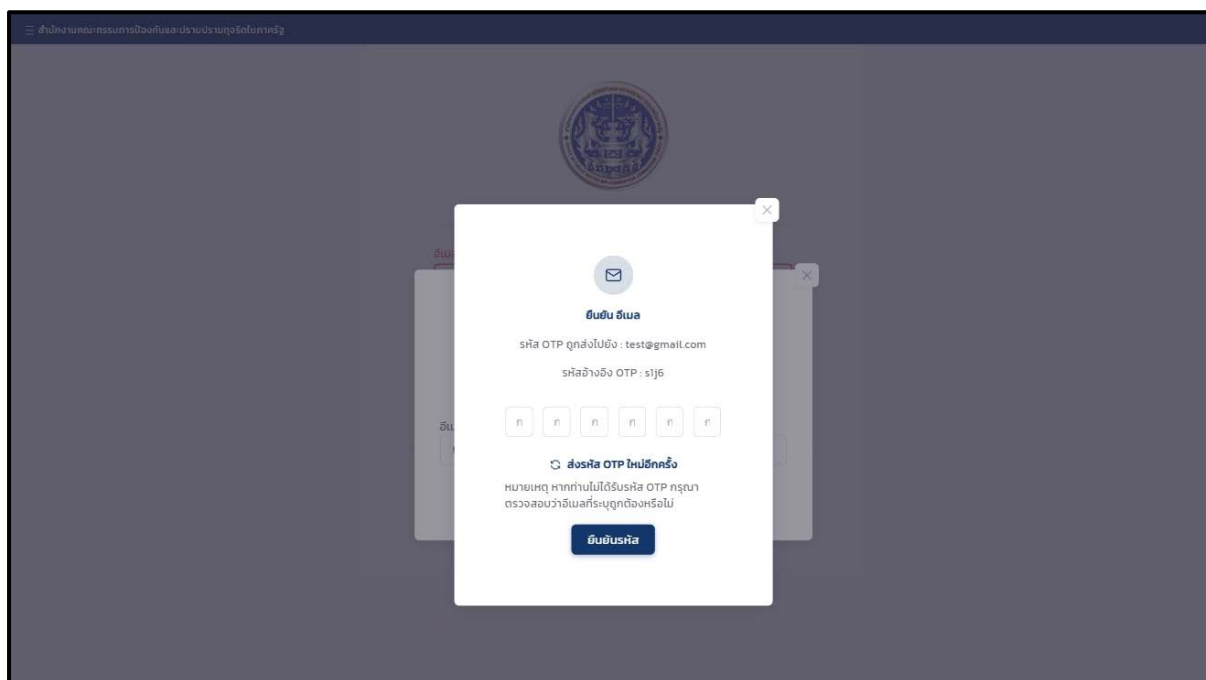 สำนักงานคณะกรรมการป้องกันและปราบปรามทุจริตในภาครัฐ
ยืนยัน อีเมล
รหัส OTP ถูกส่งไปยัง : test@gmail.com
รหัสอ้างอิง OTP : s1j6
ก ก ก ก ก ก
ส่งรหัส OTP ใหม่อีกครั้ง
หมายเหตุ หากท่านไม่ได้รับรหัส OTP กรุณา
ตรวจสอบว่าอีเมลที่ระบุถูกต้องหรือไม่
ยืนยันรหัส